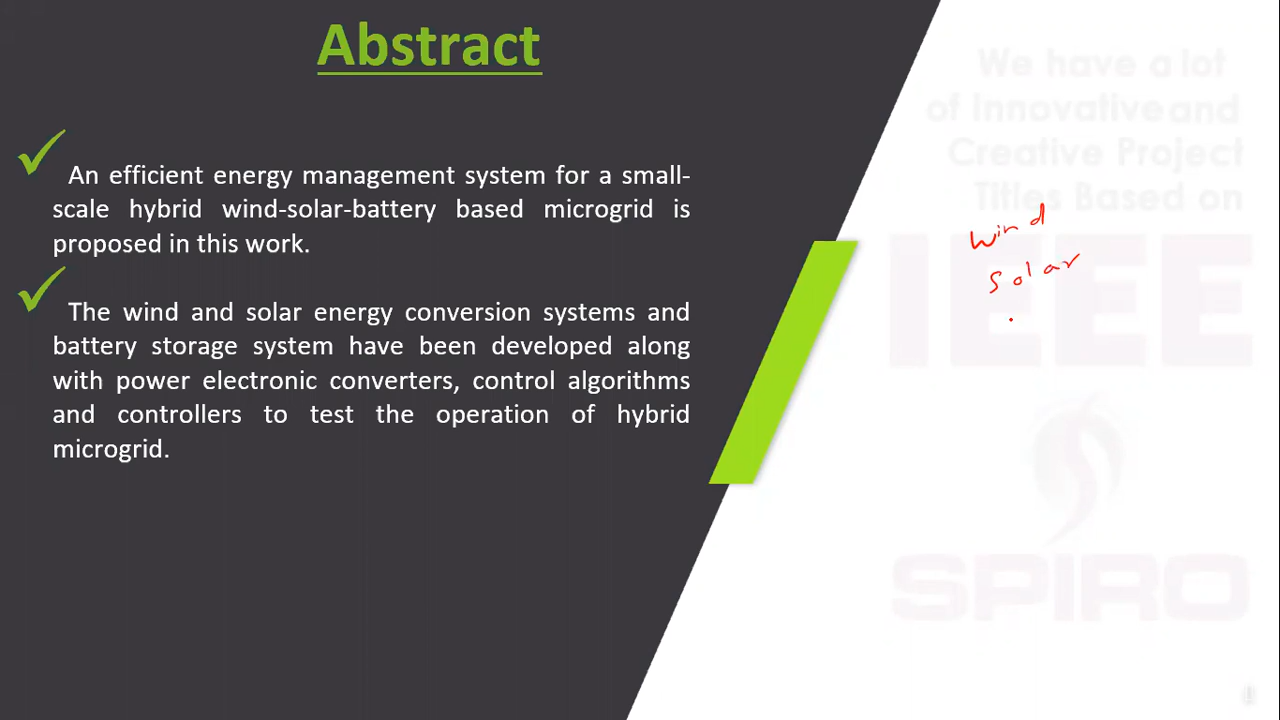 Abstract
An efficient energy management system for a small-
scale hybrid wind-solar-battery based microgrid is
proposed in this work.
The wind and solar energy conversion systems and
battery storage system have been developed along
with power electronic converters, control algorithms
and controllers to test the operation of hybrid
microgrid.
We have a lot
of Innovative and
Creative Project
Titles Based on
wind
Solar
IEEE
SPIRO